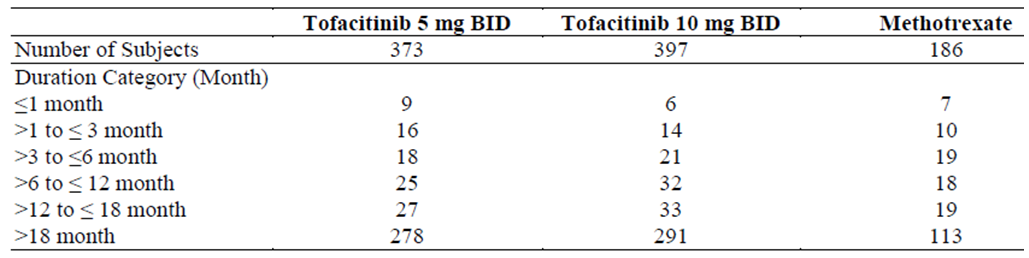 Tofacitinib 5 mg BID Tofacitinib 10 mg BID Methotrexate
Number of Subjects 373 397 186
Duration Category (Month)
≤1 month 9 6 7
>1 to ≤ 3 month 16 14 10
>3 to ≤6 month 18 21 19
>6 to ≤ 12 month 25 32 18
>12 to ≤ 18 month 27 33 19
>18 month 278 291 113